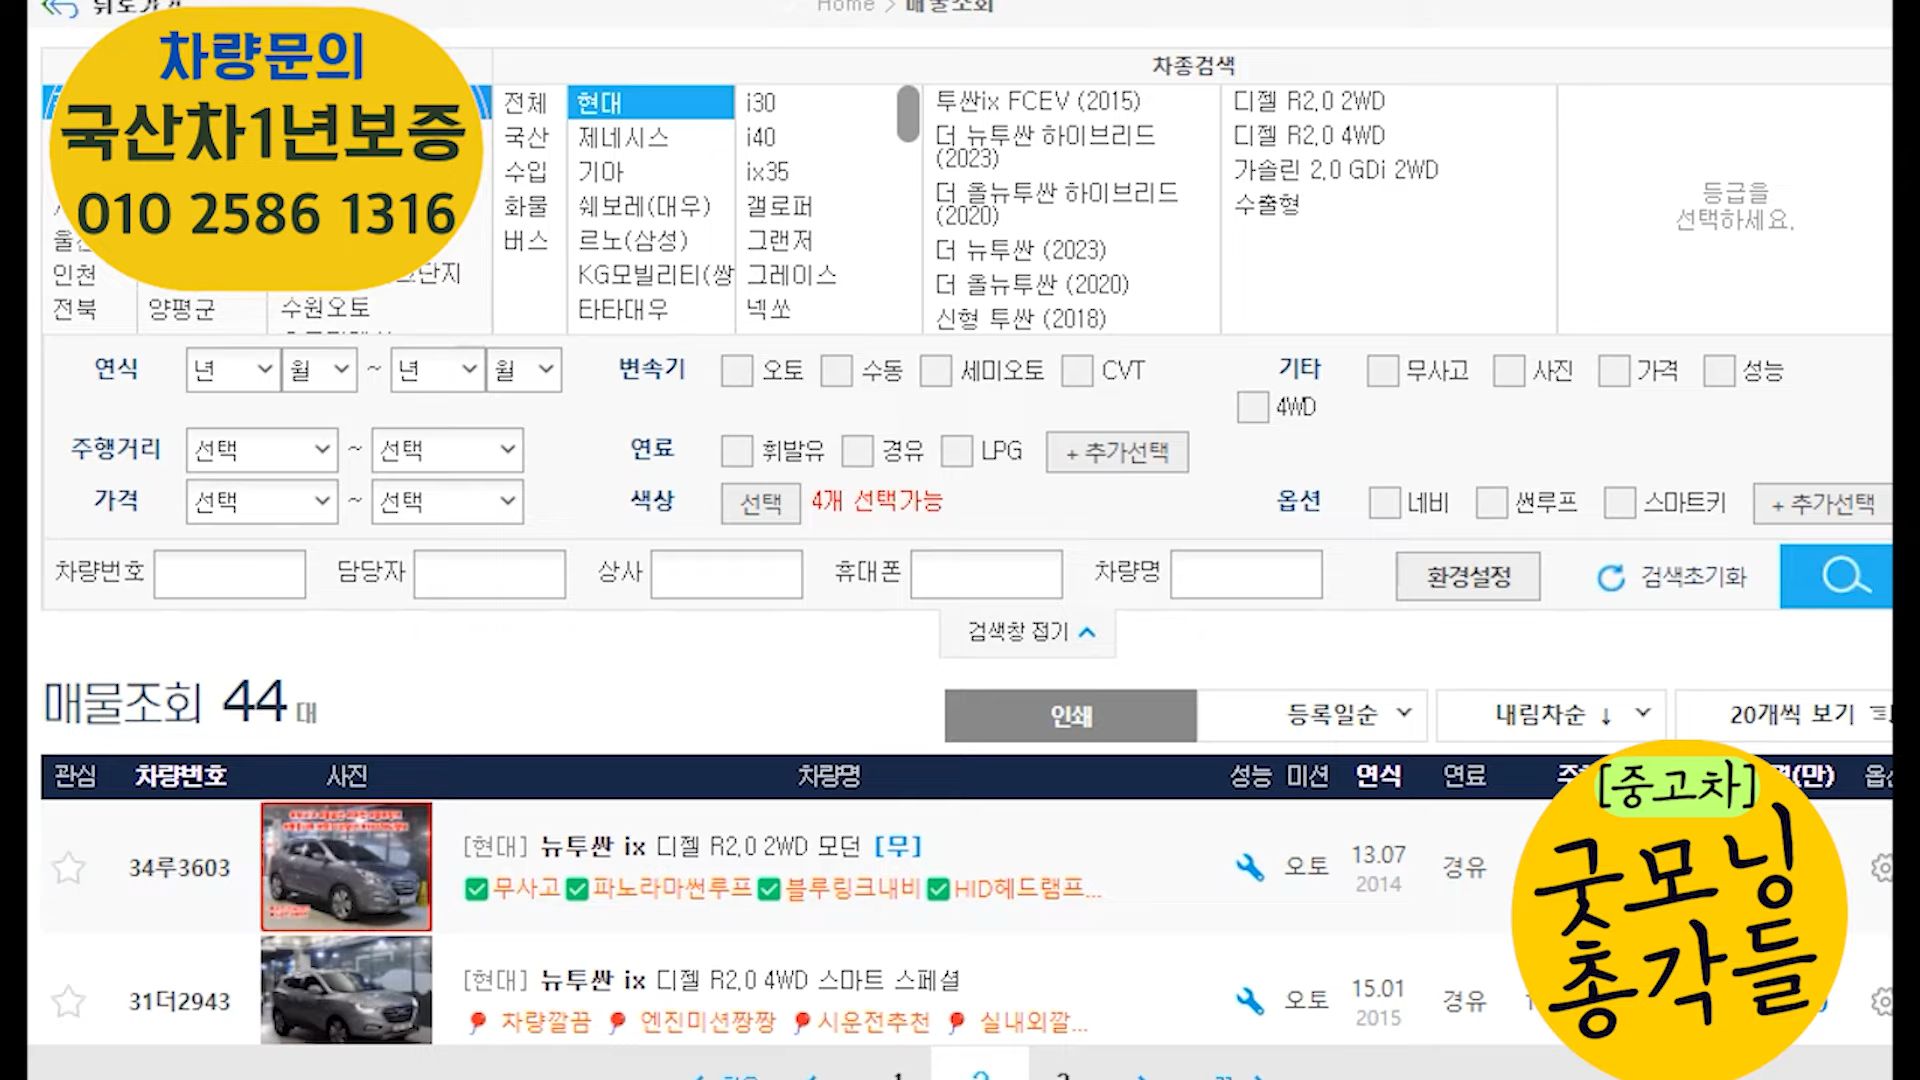 Home > 매물조회
차량문의
국산차1년보증
010 2586 1316
차종검색
인천
전북
양평군
수원오토
전체
국산
수입
화물
버스
현대
제네시스
기아
쉐보레(대우)
르노(삼성)
KG모빌리티(쌍
타타대우
i30
i40
ix35
갤로퍼
그랜저
그레이스
넥쏘
투싼ix FCEV (2015)
더 뉴투싼 하이브리드
(2023)
더 올뉴투싼 하이브리드
(2020)
더 뉴투싼 (2023)
더 올뉴투싼 (2020)
신형 투싼 (2018)
디젤 R2.0 2WD
디젤 R2.0 4WD
가솔린 2.0 GDi 2WD
수출형
등급을
선택하세요.
연식 년 월 ~ 년 월 변속기 오토 수동 세미오토 CVT 기타 무사고 사진 가격 성능
4WD
주행거리 선택 ~ 선택 연료 휘발유 경유 LPG + 추가선택
가격 선택 ~ 선택 색상 선택 4개 선택가능 옵션 네비 썬루프 스마트키 + 추가선택
차량번호 담당자 상사 휴대폰 차량명 환경설정 검색초기화
검색창 접기
매물조회 44 대
인쇄 등록일순 내림차순 ↓ 20개씩 보기
관심 차량번호 사진 차량명 성능 미션 연식 연료
34루3603 [현대] 뉴투싼 ix 디젤 R2.0 2WD 모던 [무] 오토 13.07 경유
2014
무사고 파노라마썬루프 블루링크내비 HID헤드램프...
31더2943 [현대] 뉴투싼 ix 디젤 R2.0 4WD 스마트 스페셜 오토 15.01 경유
2015
차량깔끔 엔진미션짱짱 시운전추천 실내외깔...
[중고차]
굿모닝
총각들